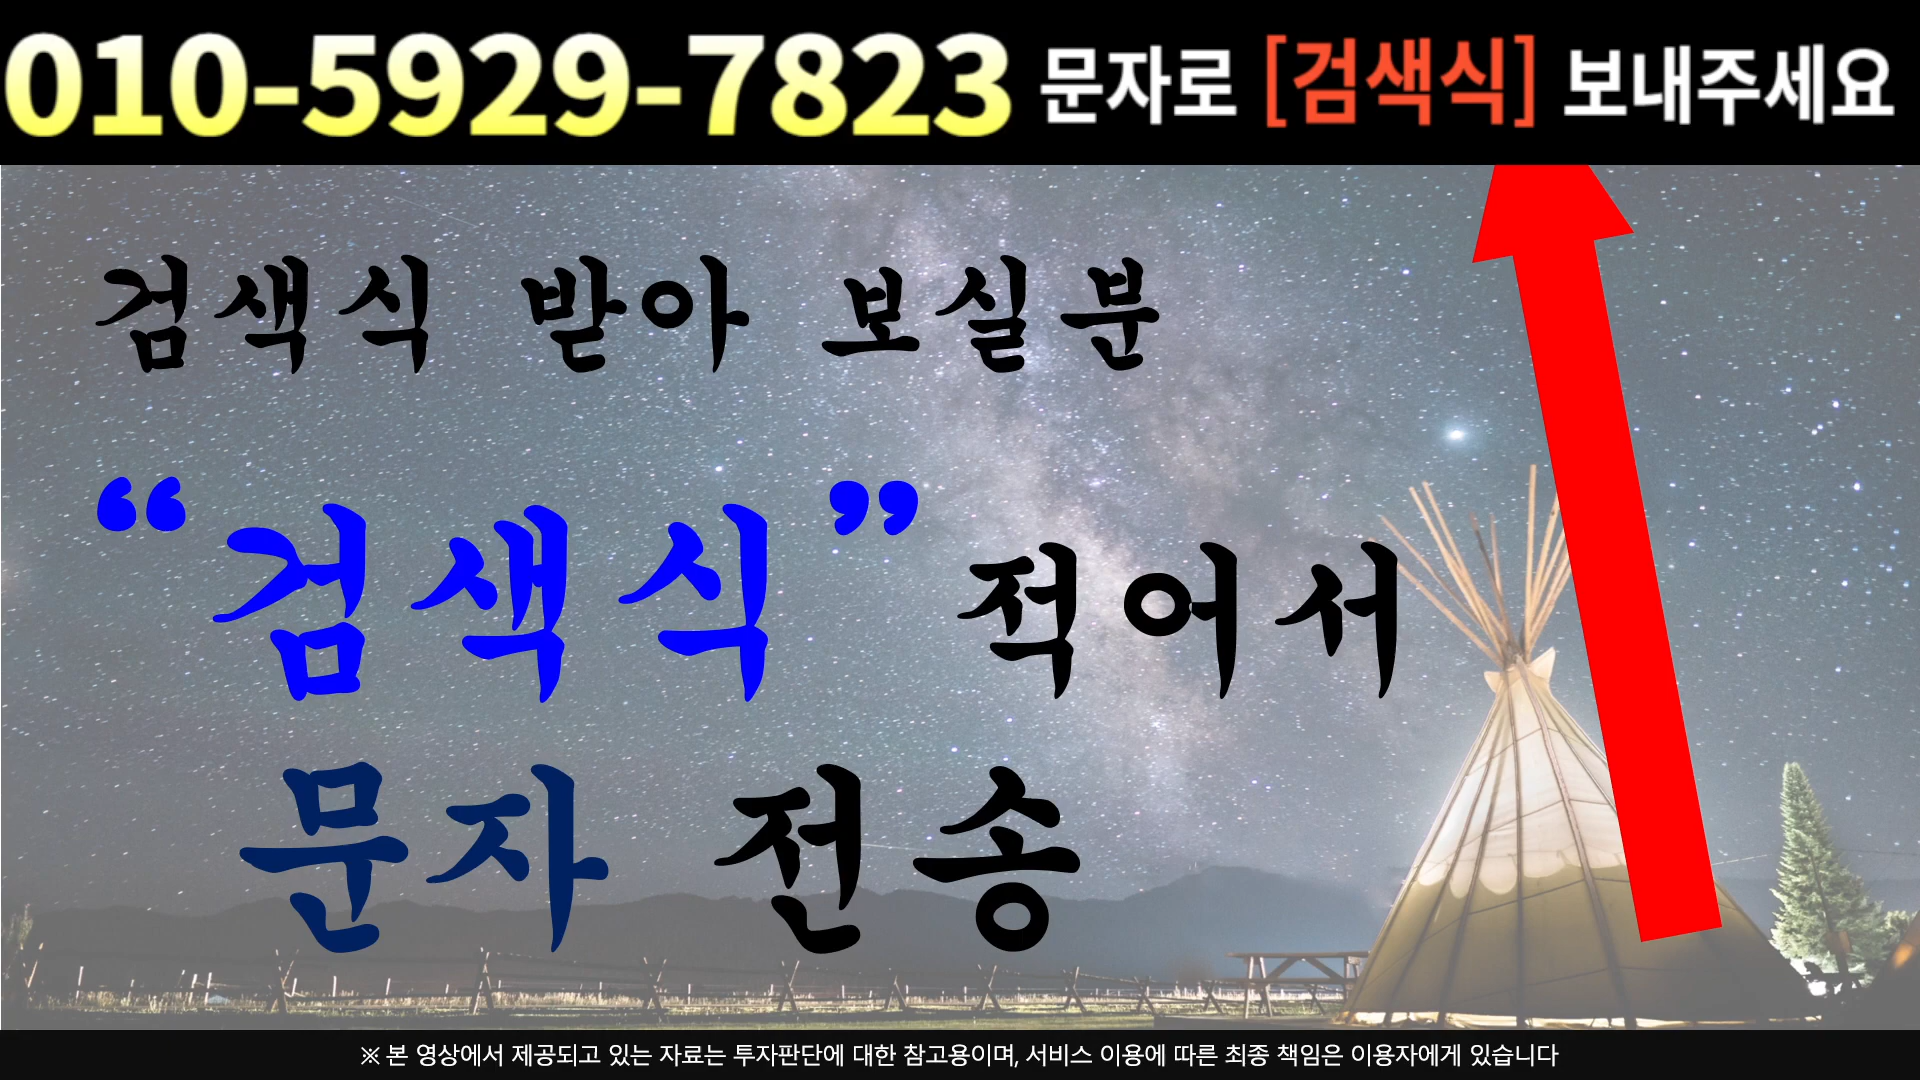 010-5929-7823 문자로 [검색식] 보내주세요
검색식 받아 보실분
“검색식” 적어서
문자 전송
※ 본 영상에서 제공되고 있는 자료는 투자판단에 대한 참고용이며, 서비스 이용에 따른 최종 책임은 이용자에게 있습니다